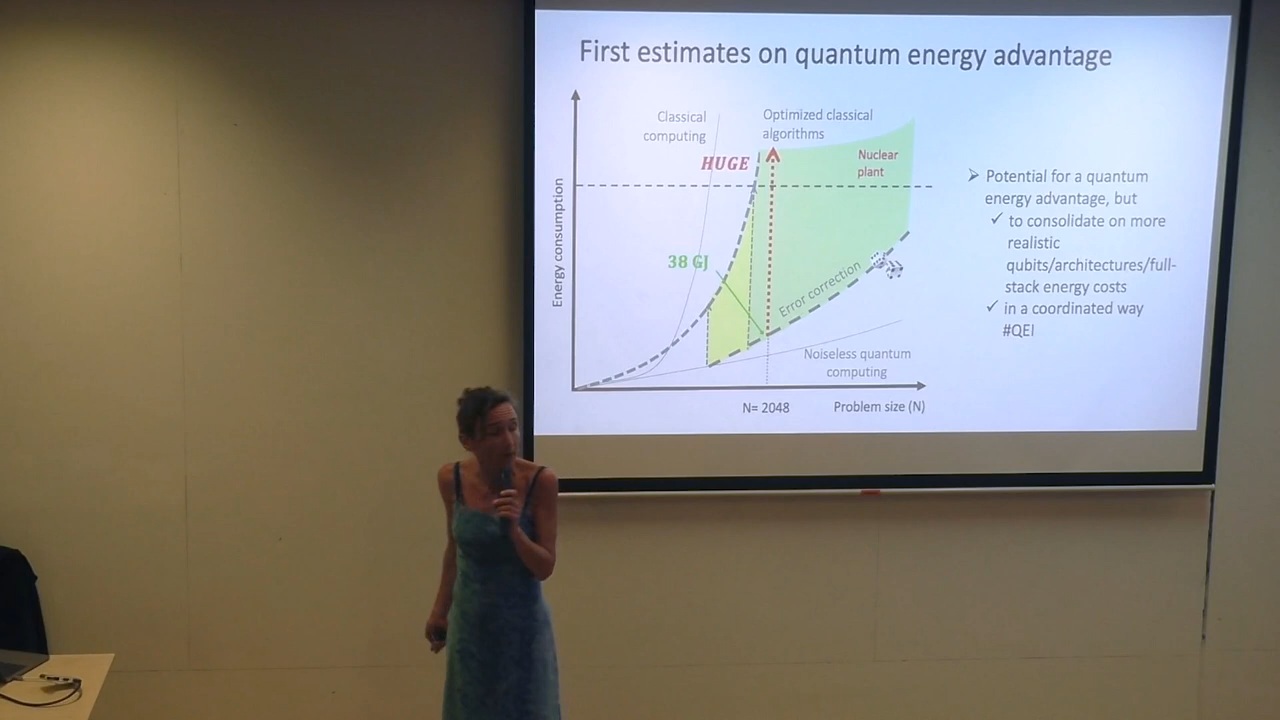 First estimates on quantum energy advantage
Classical
computing
Optimized classical
algorithms
HUGE
Nuclear
plant
Energy consumption
38 GJ
Error correction
Noiseless quantum
computing
N= 2048
Problem size (N)
➢ Potential for a quantum
energy advantage, but
✓ to consolidate on more
realistic
qubits/architectures/full-
stack energy costs
✓ in a coordinated way
#QEI